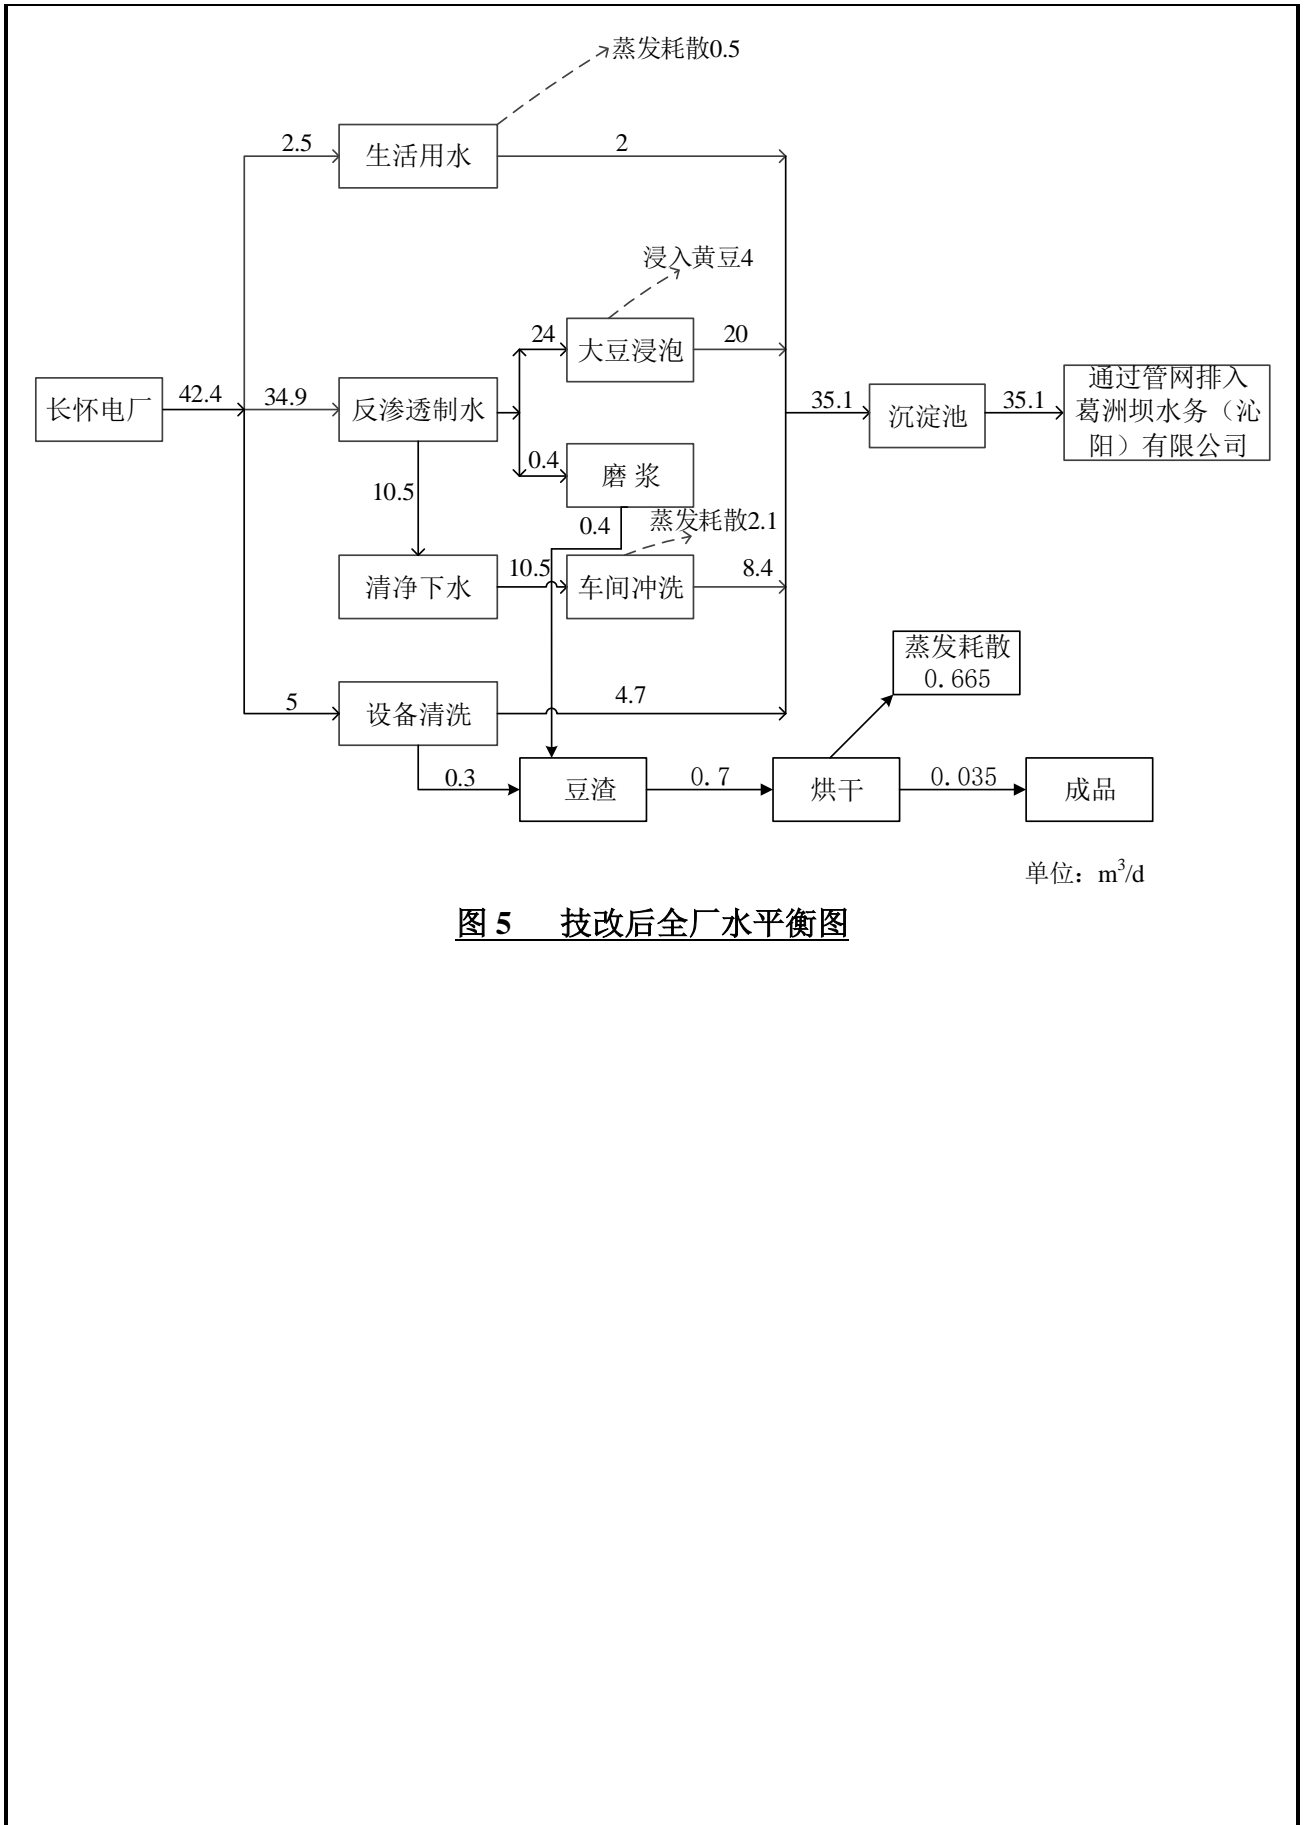 蒸发耗散0.5
2.5
生活用水
2
浸入黄豆4
24
大豆浸泡
20
长怀电厂
42.4
34.9
反渗透制水
35.1
沉淀池
35.1
通过管网排入
葛洲坝水务（沁
阳）有限公司
0.4
磨 浆
10.5
0.4
蒸发耗散2.1
清净下水
10.5
车间冲洗
8.4
蒸发耗散
0.665
5
设备清洗
4.7
0.3
豆渣
0.7
烘干
0.035
成品
单位：m³/d
图 5 技改后全厂水平衡图